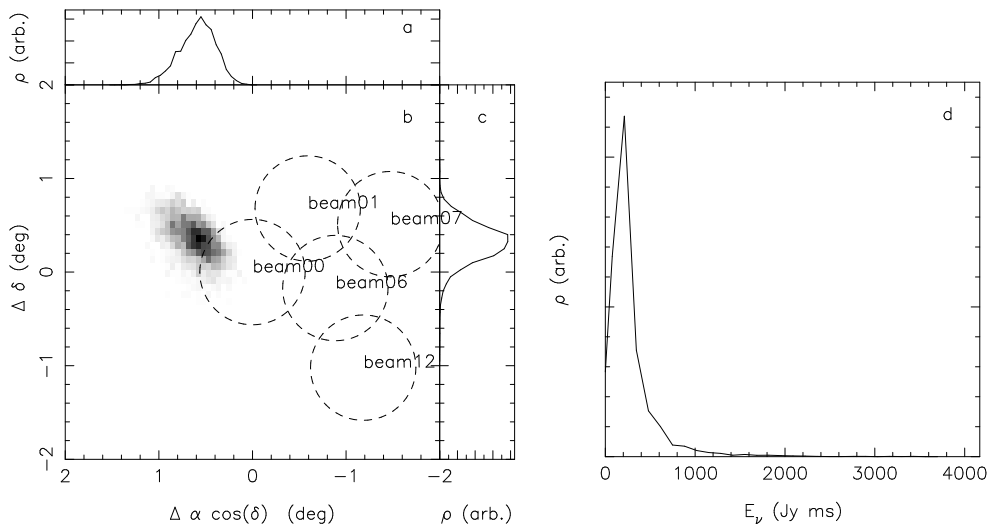 ρ (arb.)
a
2
b
c
d
1
beam01
beam07
Δ δ (deg)
0
beam00
beam06
ρ (arb.)
−1
beam12
−2
2 1 0 −1 −2
0 1000 2000 3000 4000
Δ α cos(δ) (deg)
ρ (arb.)
E_ν (Jy ms)